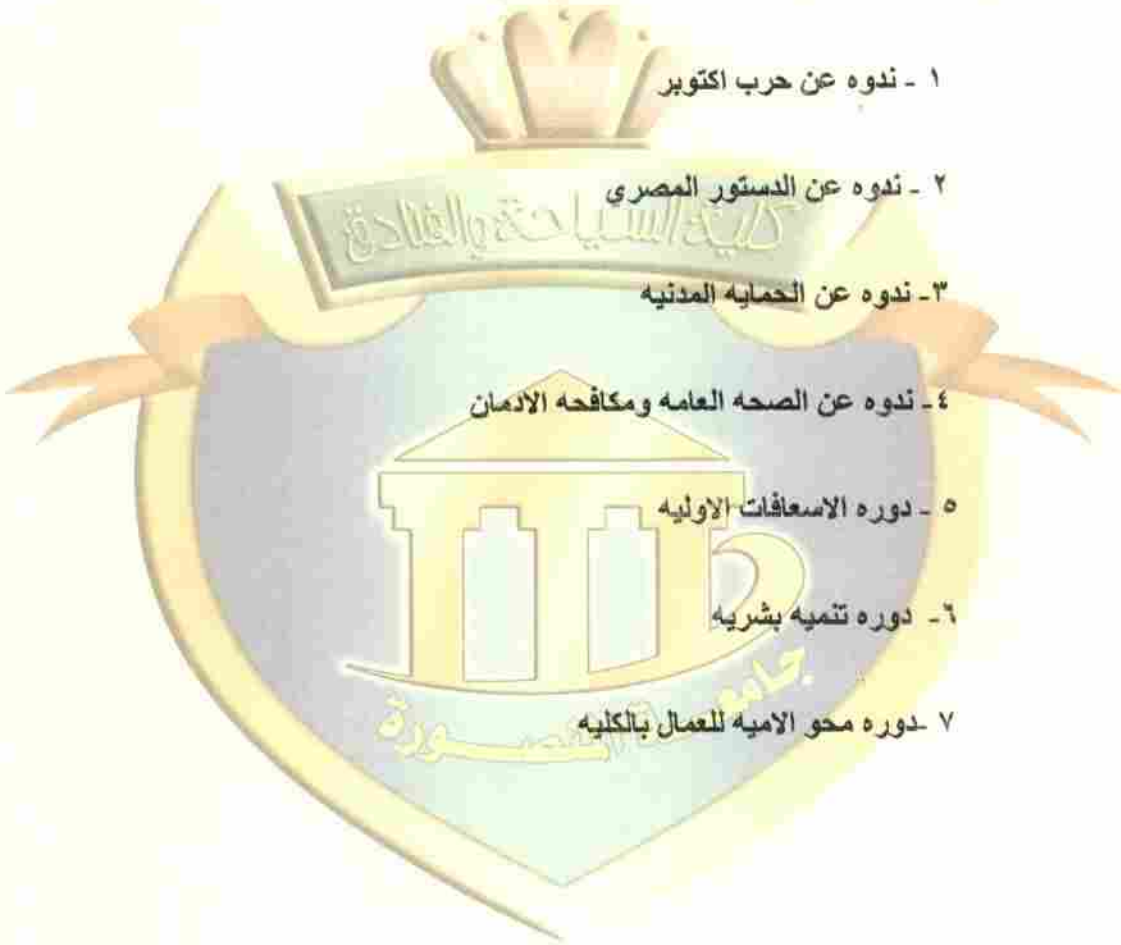 ١ - ندوه عن حرب اكتوبر
٢ - ندوه عن الدستور المصري
كلية السياحة والفنادق
٣- ندوه عن الحمايه المدنيه
٤- ندوه عن الصحه العامه ومكافحه الادمان
٥ - دوره الاسعافات الاوليه
٦- دوره تنميه بشريه
٧ -دوره محو الاميه للعمال بالكليه
جامعة المنصورة